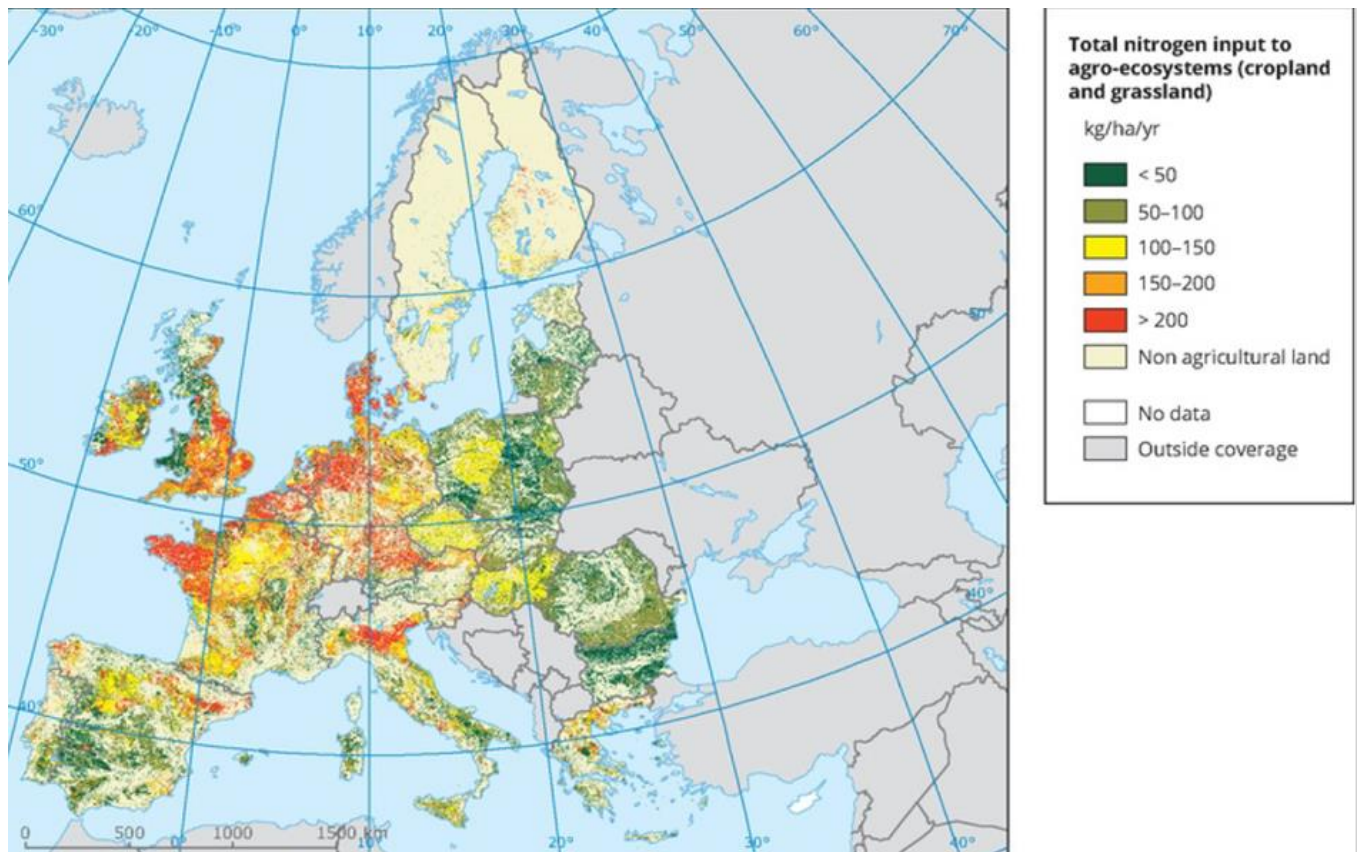 -30° -20° -10° 0° 10° 20° 30° 40° 50° 60° 70°
60°
50°
50°
40°
40°
0 500 1000 1500 km
0° 10° 20° 30° 40°
Total nitrogen input to
agro-ecosystems (cropland
and grassland)
kg/ha/yr
< 50
50–100
100–150
150–200
> 200
Non agricultural land
No data
Outside coverage